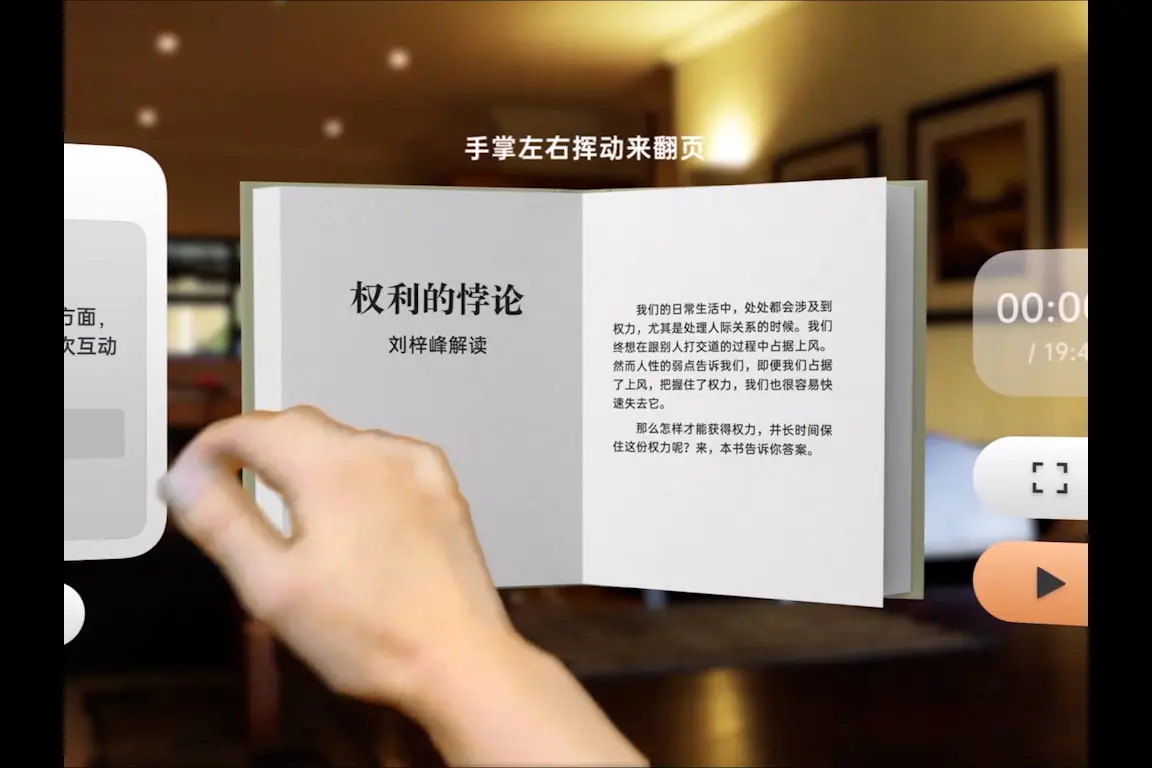 手掌左右挥动来翻页
方面，
次互动
权利的悖论
刘梓峰解读
我们的日常生活中，处处都会涉及到
权力，尤其是处理人际关系的时候。我们
终想在跟别人打交道的过程中占据上风。
然而人性的弱点告诉我们，即便我们占据
了上风，把握住了权力，我们也很容易快
速失去它。
那么怎样才能获得权力，并长时间保
住这份权力呢？来，本书告诉你答案。
00:00
/ 19:4